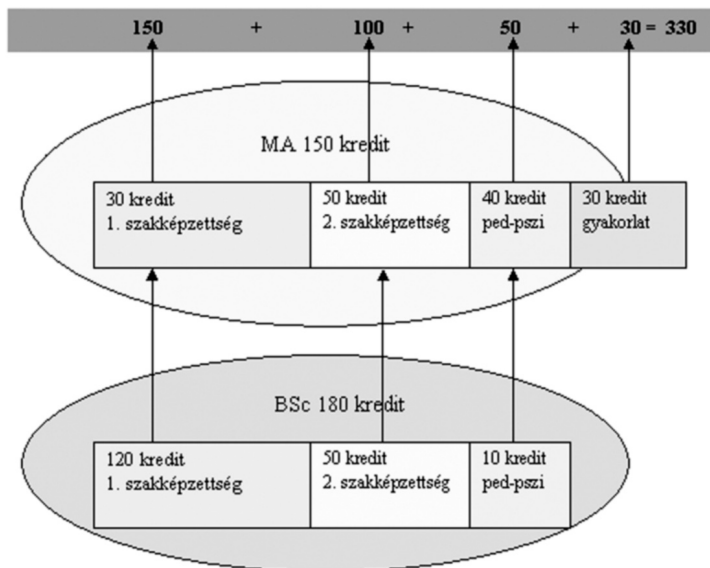 150 + 100 + 50 + 30 = 330
MA 150 kredit
30 kredit
1. szakképzettség
50 kredit
2. szakképzettség
40 kredit
ped-pszi
30 kredit
gyakorlat
BSc 180 kredit
120 kredit
1. szakképzettség
50 kredit
2. szakképzettség
10 kredit
ped-pszi